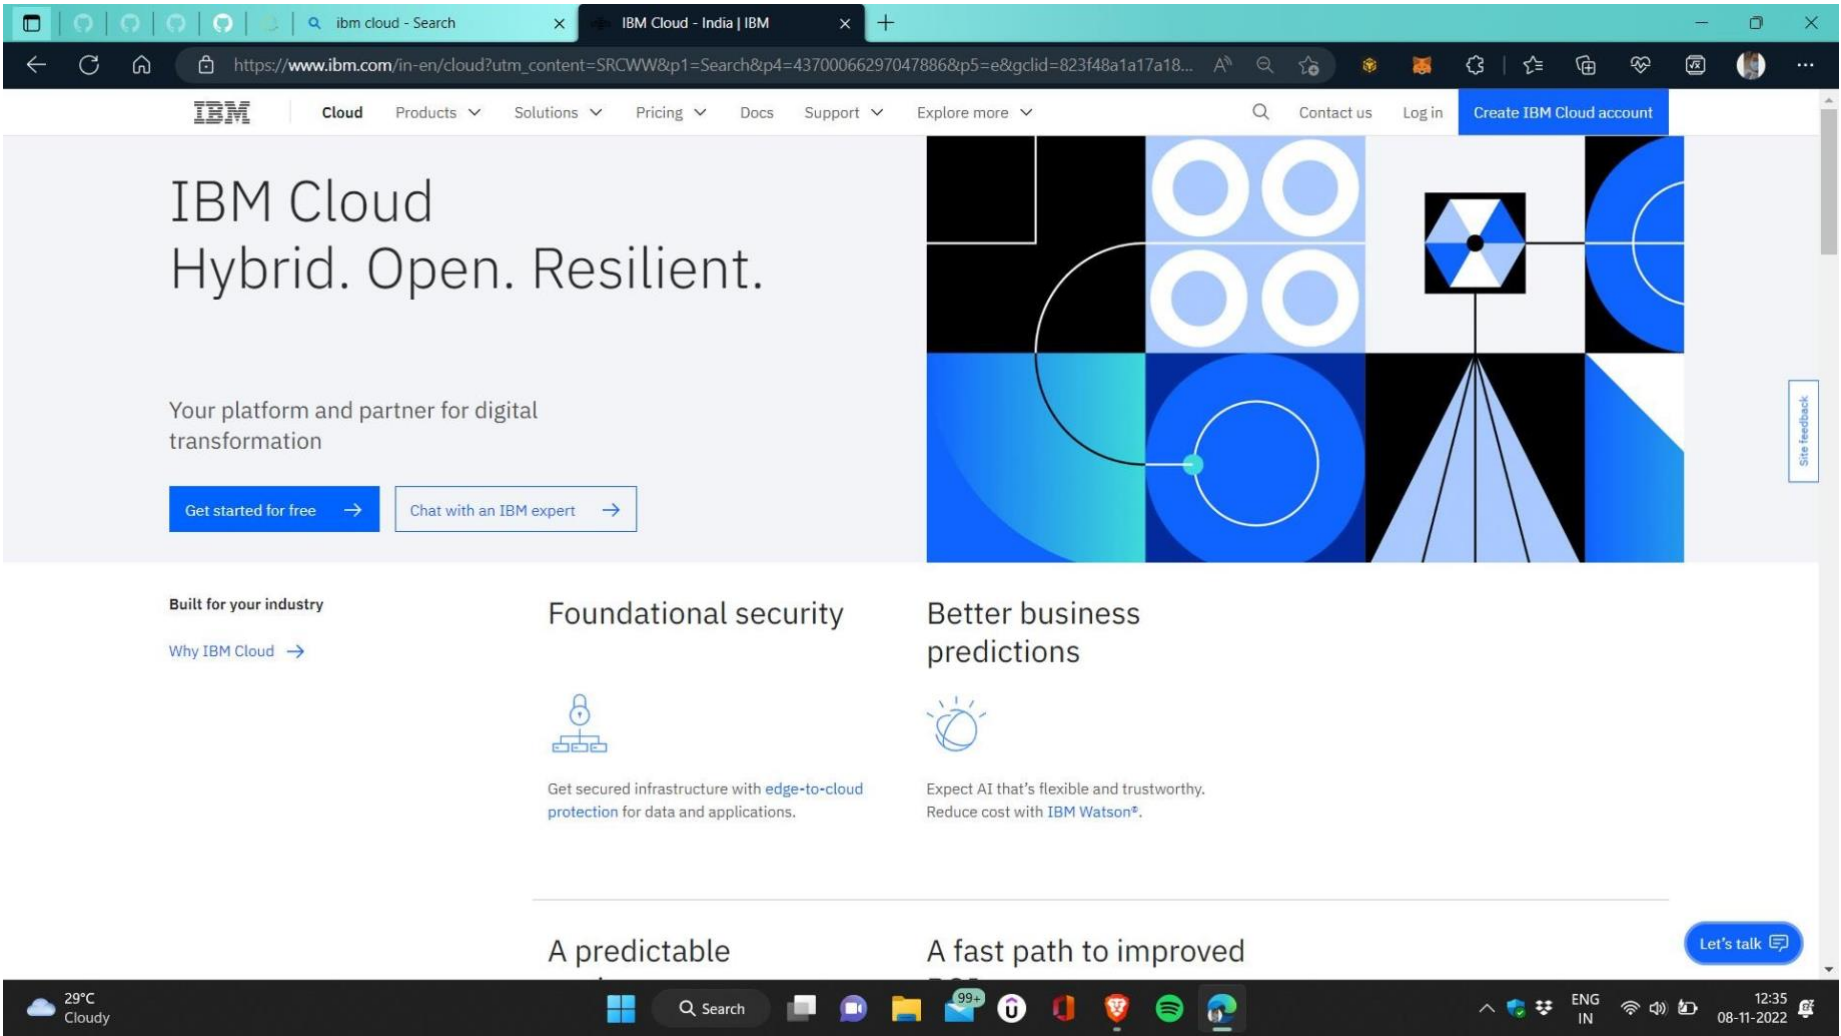 ibm cloud - Search
IBM Cloud - India | IBM
https://www.ibm.com/in-en/cloud?utm_content=SRCWW&p1=Search&p4=43700066297047886&p5=e&gclid=823f48a1a17a18...
IBM
Cloud
Products
Solutions
Pricing
Docs
Support
Explore more
Contact us
Log in
Create IBM Cloud account
IBM Cloud
Hybrid. Open. Resilient.
Your platform and partner for digital
transformation
Get started for free
Chat with an IBM expert
Site feedback
Built for your industry
Why IBM Cloud
Foundational security
Get secured infrastructure with edge-to-cloud
protection for data and applications.
Better business
predictions
Expect AI that's flexible and trustworthy.
Reduce cost with IBM Watson®.
A predictable
A fast path to improved
Let's talk
29°C
Cloudy
Search
99+
ENG
IN
12:35
08-11-2022